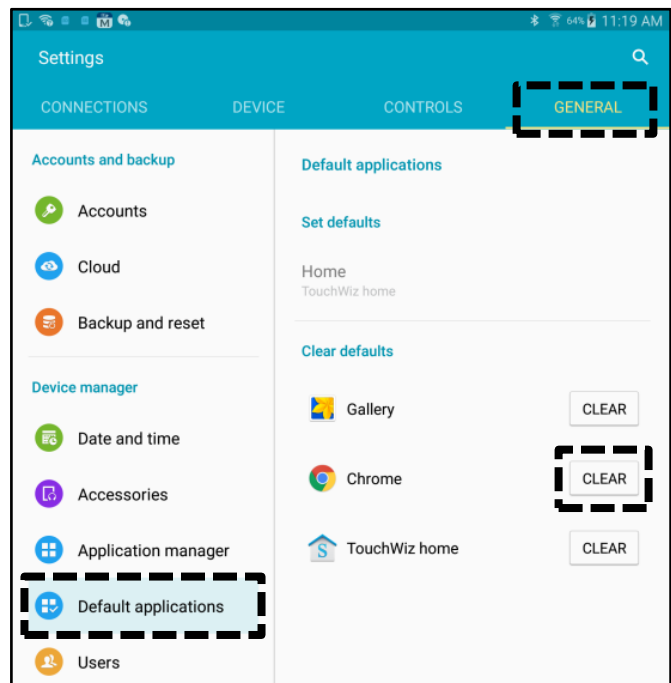 64% 11:19 AM
Settings
CONNECTIONS DEVICE CONTROLS GENERAL
Accounts and backup
Accounts
Cloud
Backup and reset
Device manager
Date and time
Accessories
Application manager
Default applications
Users
Default applications
Set defaults
Home
TouchWiz home
Clear defaults
Gallery CLEAR
Chrome CLEAR
S TouchWiz home CLEAR